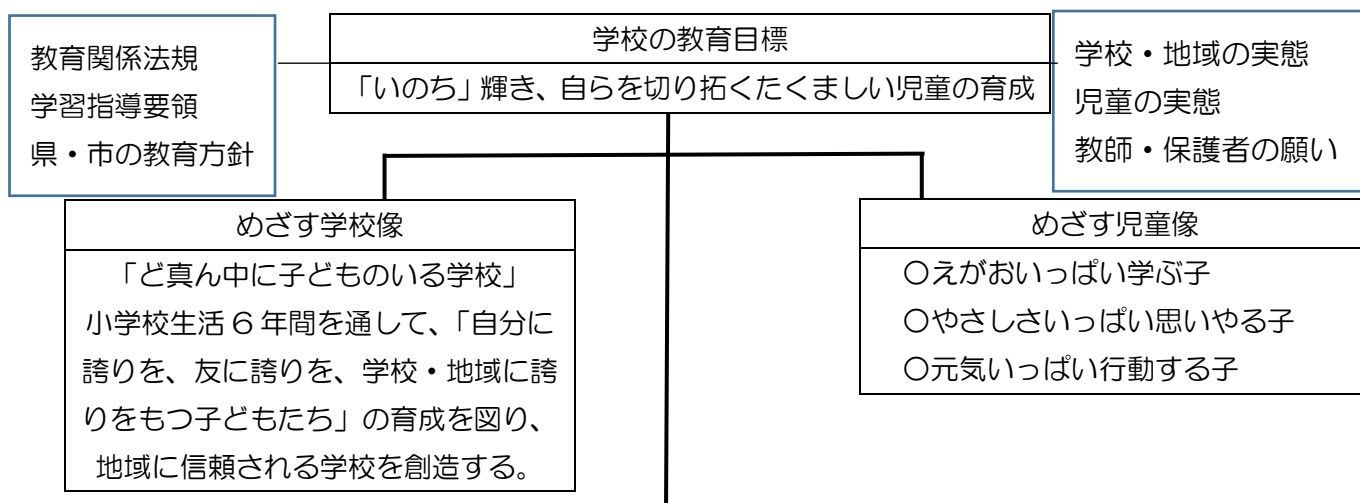 教育関係法規
学習指導要領
県・市の教育方針
学校の教育目標
「いのち」輝き、自らを切り拓くたくましい児童の育成
学校・地域の実態
児童の実態
教師・保護者の願い
めざす学校像
「ど真ん中に子どものいる学校」
小学校生活6年間を通して、「自分に
誇りを、友に誇りを、学校・地域に誇
りをもつ子どもたち」の育成を図り、
地域に信頼される学校を創造する。
めざす児童像
○えがおいっぱい学ぶ子
○やさしさいっぱい思いやる子
○元気いっぱい行動する子